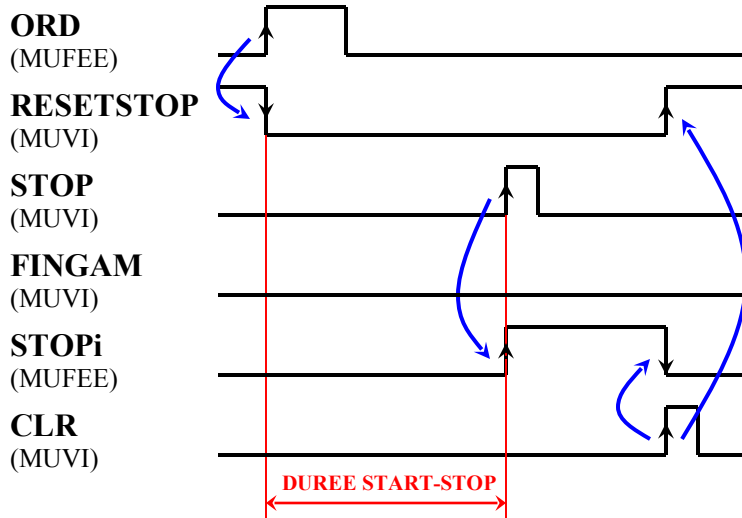 ORD
(MUFEE)
RESETSTOP
(MUVI)
STOP
(MUVI)
FINGAM
(MUVI)
STOPi
(MUFEE)
CLR
(MUVI)
DUREE START-STOP